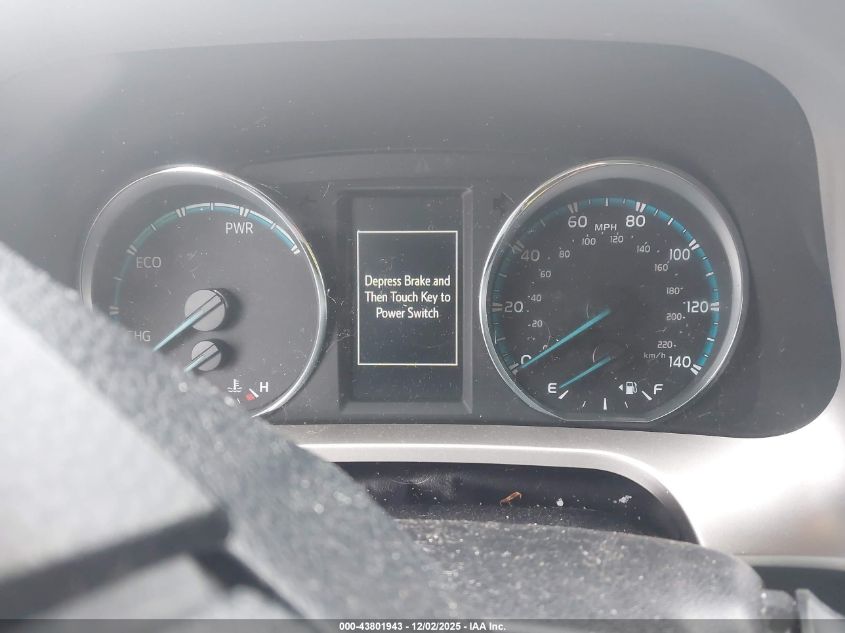 PWR
ECO
CHG
H
Depress Brake and
Then Touch Key to
Power Switch
MPH
0
20
40
60
80
100
120
140
20
40
60
80
100
120
140
160
180
200
220
km/h
E
F
000-43801943 - 12/02/2025 - IAA Inc.